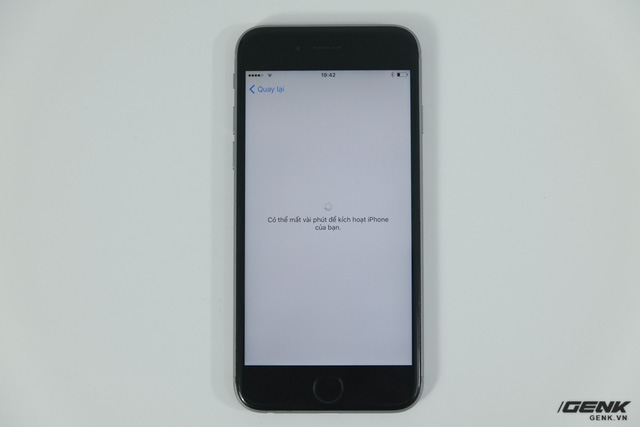 19:42
Quay lại
Có thể mất vài phút để kích hoạt iPhone
của bạn.
/GENK
GENK.VN